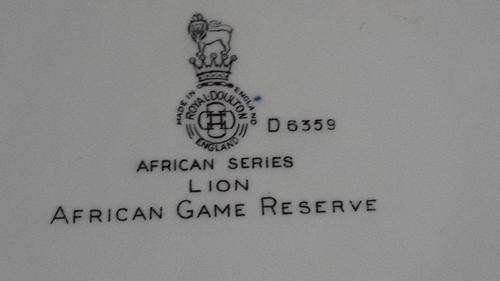 MADE IN ENGLAND
ROYAL·DOULTON
ENGLAND
D 6359
AFRICAN SERIES
LION
AFRICAN GAME RESERVE